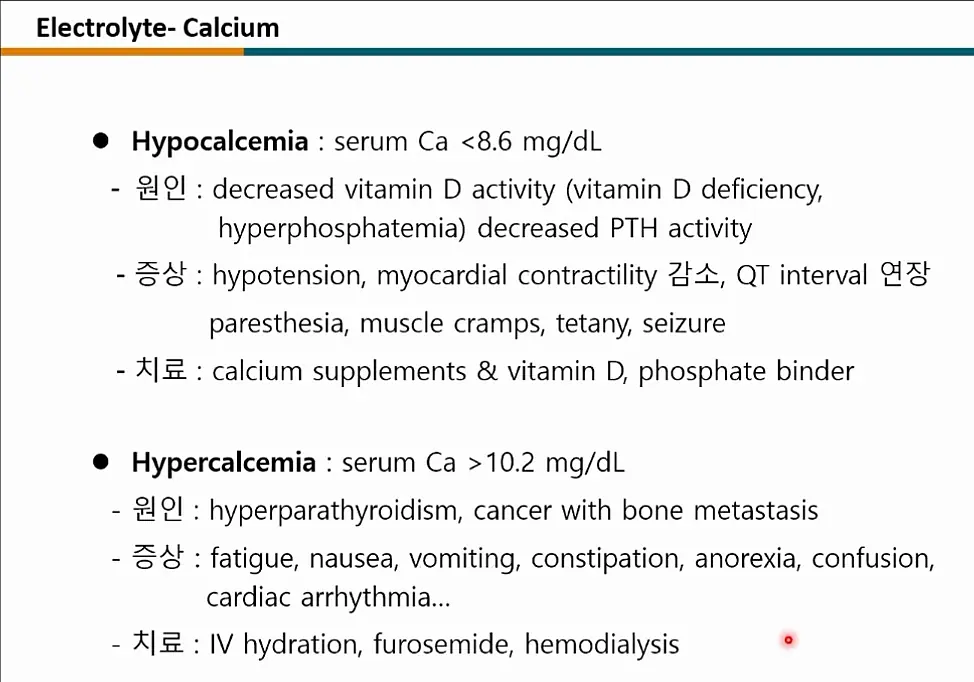 Electrolyte- Calcium
● Hypocalcemia : serum Ca <8.6 mg/dL
- 원인 : decreased vitamin D activity (vitamin D deficiency,
hyperphosphatemia) decreased PTH activity
- 증상 : hypotension, myocardial contractility 감소, QT interval 연장
paresthesia, muscle cramps, tetany, seizure
- 치료 : calcium supplements & vitamin D, phosphate binder
● Hypercalcemia : serum Ca >10.2 mg/dL
- 원인 : hyperparathyroidism, cancer with bone metastasis
- 증상 : fatigue, nausea, vomiting, constipation, anorexia, confusion,
cardiac arrhythmia...
- 치료 : IV hydration, furosemide, hemodialysis